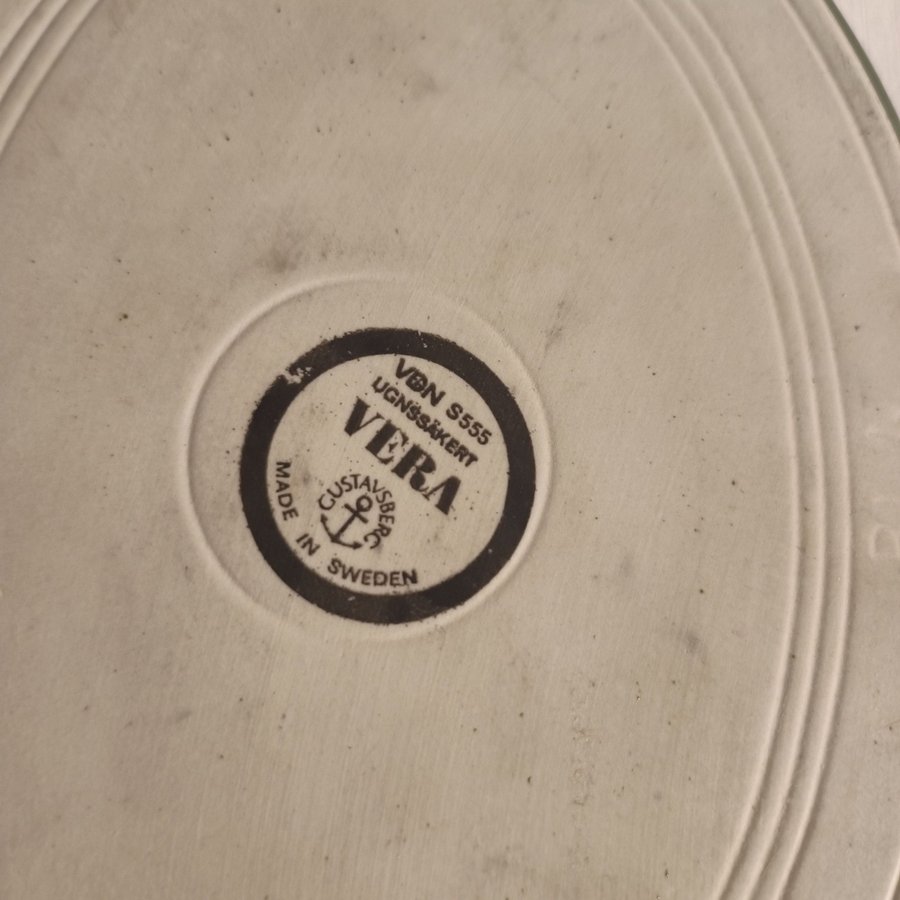 VDN S555
UGNSSÄKERT
VERA
GUSTAVSBERG
MADE IN SWEDEN